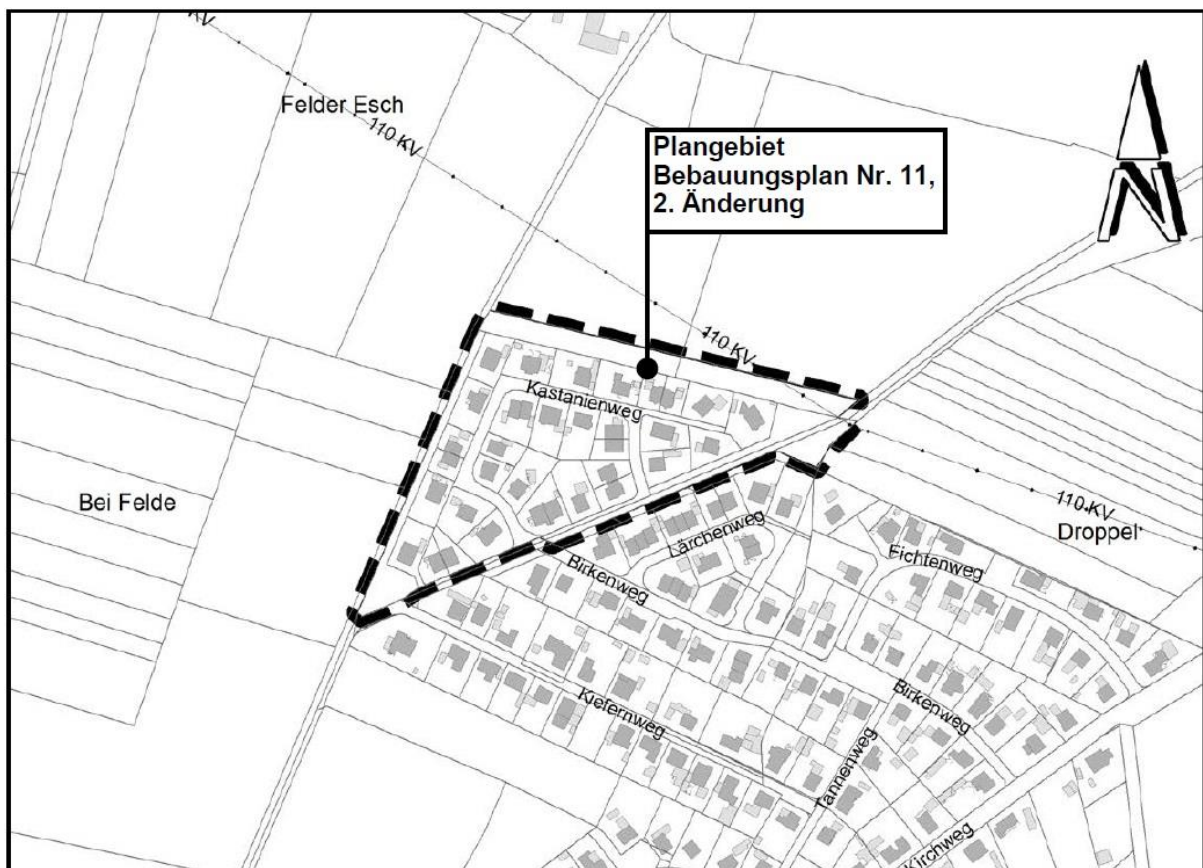 KV
Felder Esch
110 KV
Plangebiet
Bebauungsplan Nr. 11,
2. Änderung
N
110 KV
Kastanienweg
Bei Felde
110 KV
Droppel
Lärchenweg
Fichtenweg
Birkenweg
Birkenweg
Kiefernweg
Tannenweg
Kirchweg